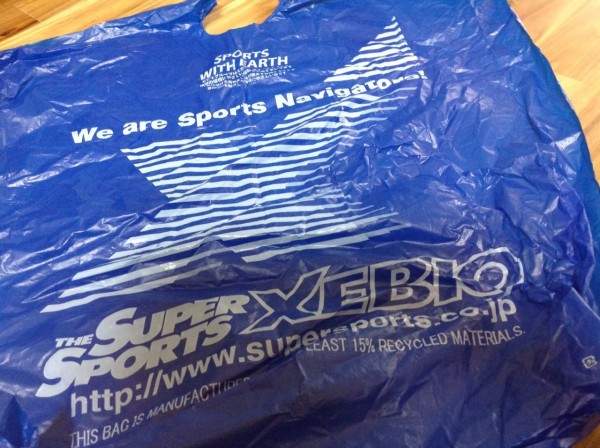 SPORTS
WITH EARTH
We are Sports Navigators!
THE SUPER SPORTS XEBIO
http://www.supersports.co.jp
THIS BAG IS MANUFACTURE LEAST 15% RECYCLED MATERIALS.